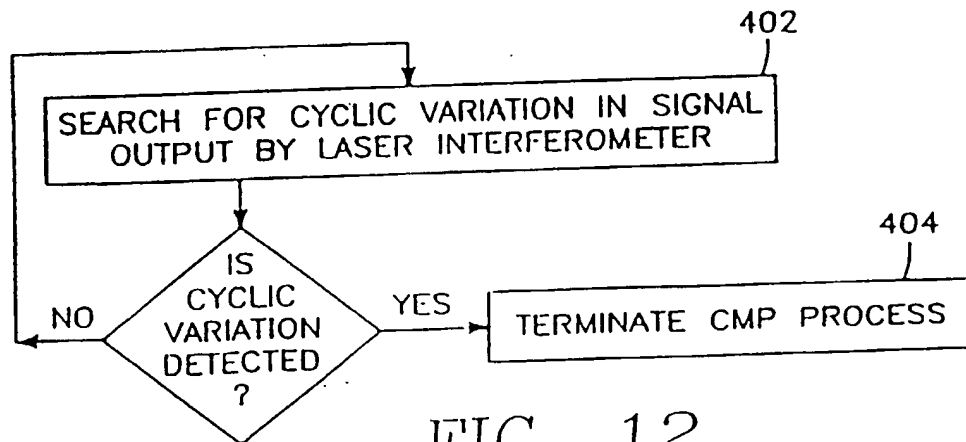 402
SEARCH FOR CYCLIC VARIATION IN SIGNAL
OUTPUT BY LASER INTERFEROMETER
IS
CYCLIC
VARIATION
DETECTED
?
NO
YES
404
TERMINATE CMP PROCESS
FIG. 12